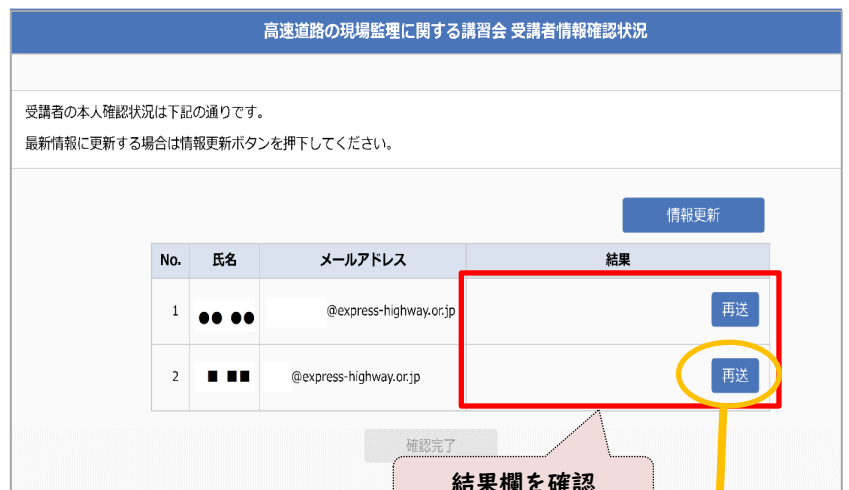 高速道路の現場監理に関する講習会 受講者情報確認状況
受講者の本人確認状況は下記の通りです。
最新情報に更新する場合は情報更新ボタンを押下してください。
情報更新
No. 氏名 メールアドレス 結果
1 ●● ●● @express-highway.or.jp 再送
2 ■ ■■ @express-highway.or.jp 再送
確認完了
結果欄を確認